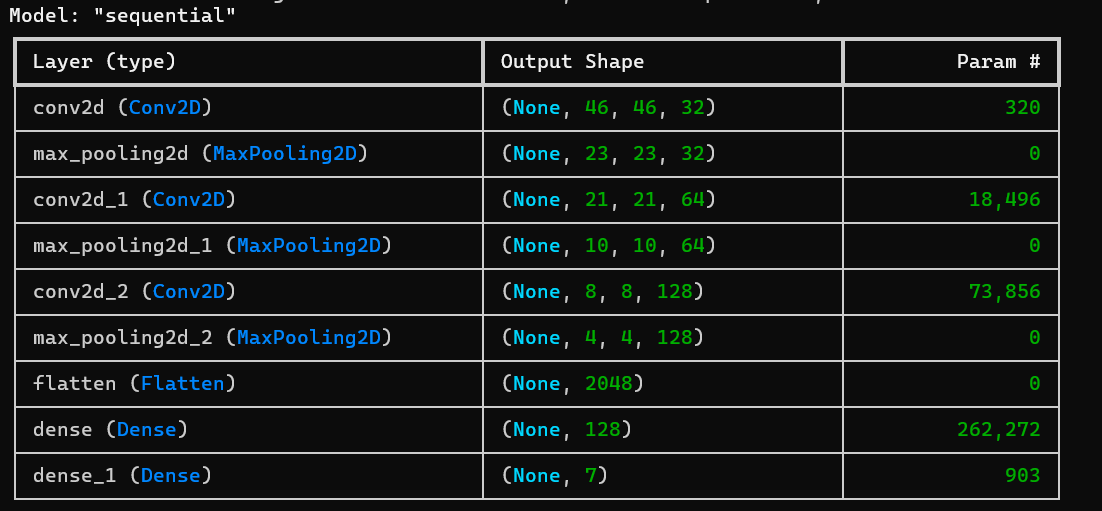 Model: "sequential"
Layer (type) Output Shape Param #
conv2d (Conv2D) (None, 46, 46, 32) 320
max_pooling2d (MaxPooling2D) (None, 23, 23, 32) 0
conv2d_1 (Conv2D) (None, 21, 21, 64) 18,496
max_pooling2d_1 (MaxPooling2D) (None, 10, 10, 64) 0
conv2d_2 (Conv2D) (None, 8, 8, 128) 73,856
max_pooling2d_2 (MaxPooling2D) (None, 4, 4, 128) 0
flatten (Flatten) (None, 2048) 0
dense (Dense) (None, 128) 262,272
dense_1 (Dense) (None, 7) 903